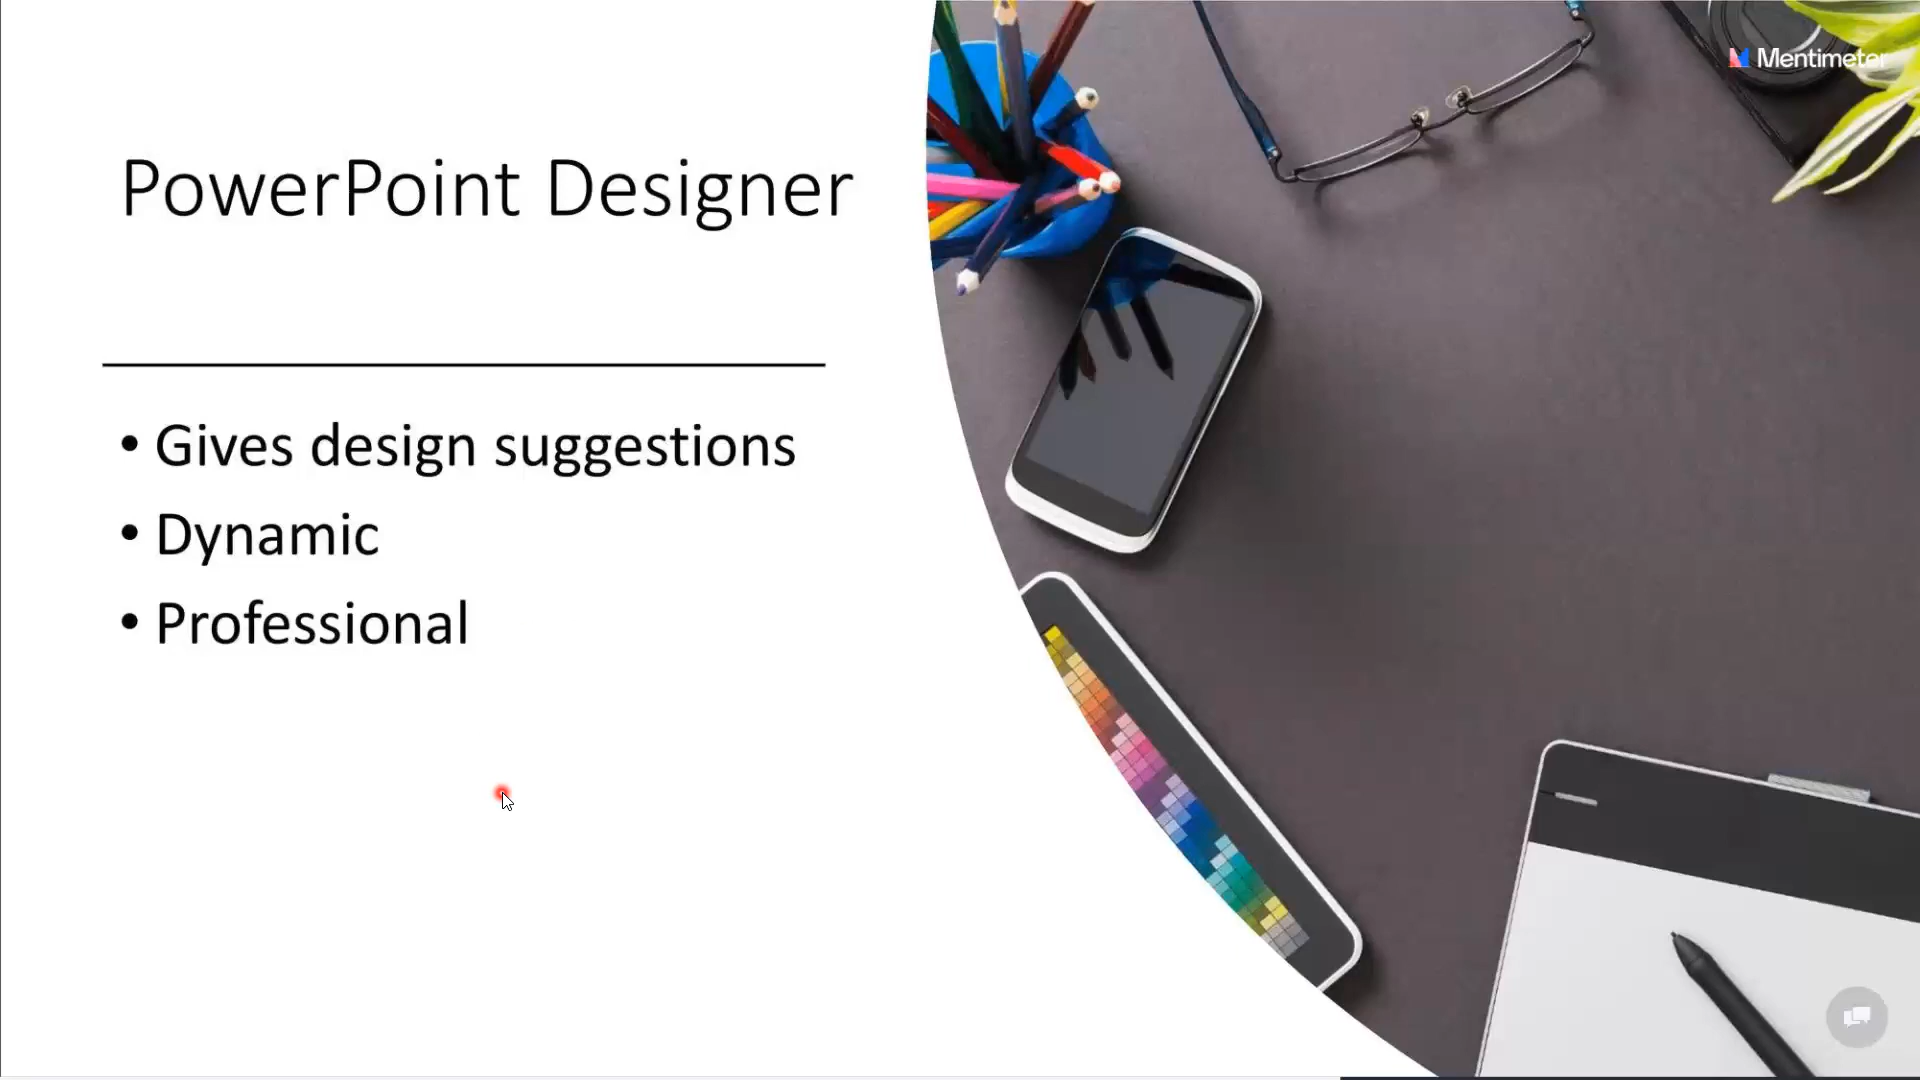 Mentimeter
PowerPoint Designer
• Gives design suggestions
• Dynamic
• Professional